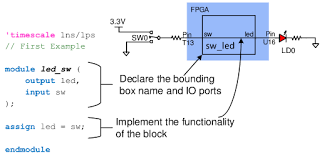 `timescale 1ns/1ps
// First Example
module led_sw (
output led,
input sw
);
assign led = sw;
endmodule
Declare the bounding
box name and IO ports
Implement the functionality
of the block
3.3V
SW0
FPGA
Pin
T13
sw
led
sw_led
Pin
U16
LD0